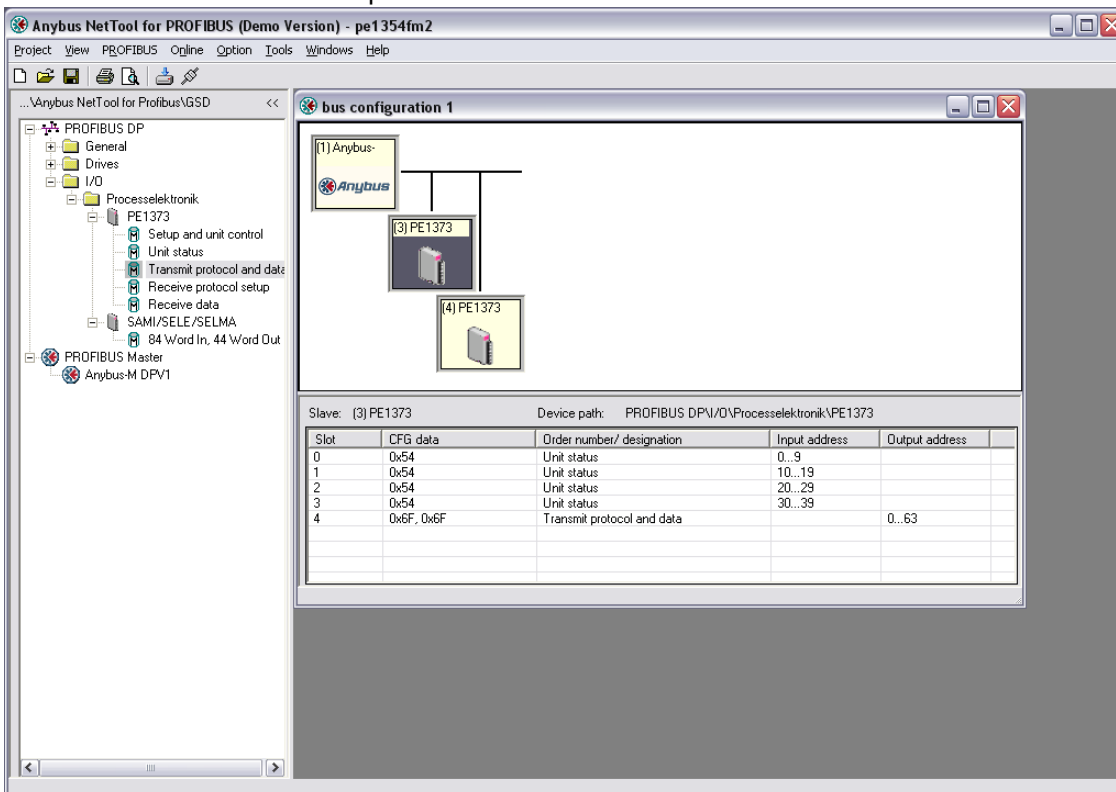 Anybus NetTool for PROFIBUS (Demo Version) - pe1354fm2
Project View PROFIBUS Online Option Tools Windows Help
...\Anybus NetTool for Profibus\GSD <<
PROFIBUS DP
General
Drives
I/O
Processelektronik
PE1373
Setup and unit control
Unit status
Transmit protocol and data
Receive protocol setup
Receive data
SAMI/SELE/SELMA
84 Word In, 44 Word Out
PROFIBUS Master
Anybus-M DPV1
bus configuration 1
(1) Anybus-
Anybus
(3) PE1373
(4) PE1373
Slave: (3) PE1373 Device path: PROFIBUS DP\I/O\Processelektronik\PE1373
Slot CFG data Order number/ designation Input address Output address
0 0x54 Unit status 0...9
1 0x54 Unit status 10...19
2 0x54 Unit status 20...29
3 0x54 Unit status 30...39
4 0x6F, 0x6F Transmit protocol and data 0...63